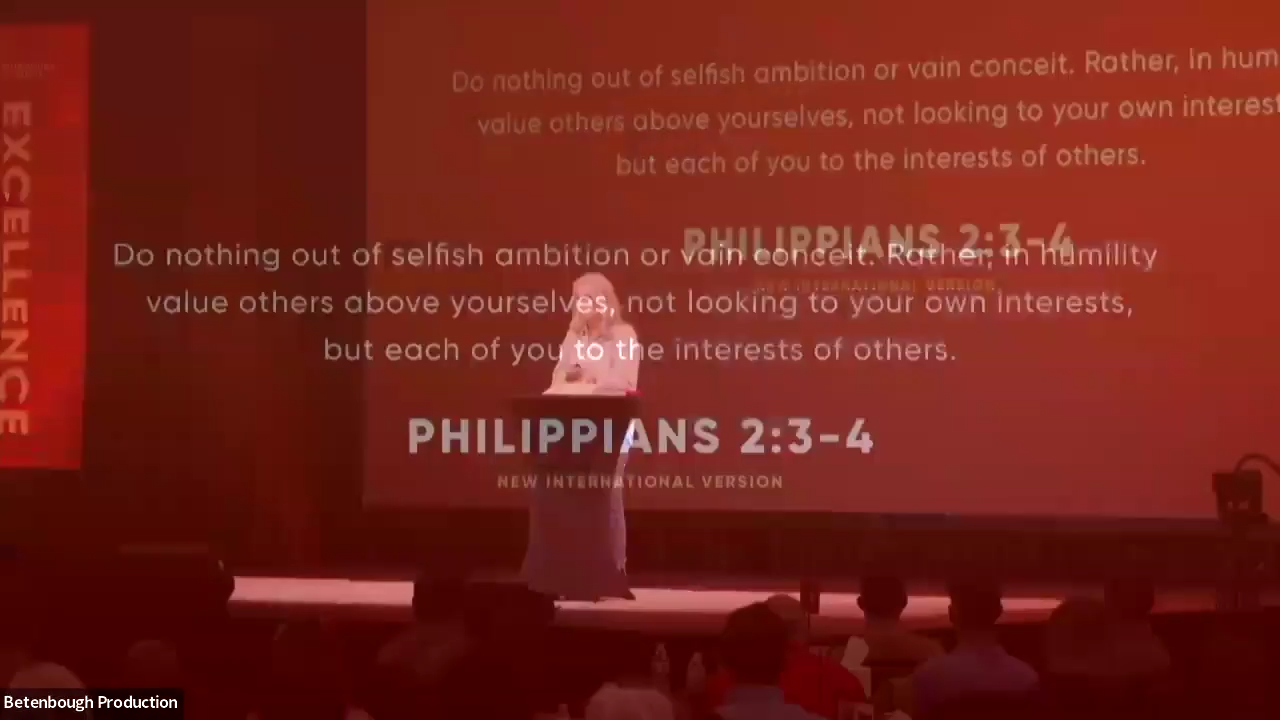 EXCELLENCE
Do nothing out of selfish ambition or vain conceit. Rather, in hum
value others above yourselves, not looking to your own interest
but each of you to the interests of others.
PHILIPPIANS 2:3-4
NEW INTERNATIONAL VERSION
Do nothing out of selfish ambition or vain conceit. Rather, in humility
value others above yourselves, not looking to your own interests,
but each of you to the interests of others.
PHILIPPIANS 2:3-4
NEW INTERNATIONAL VERSION
Betenbough Production